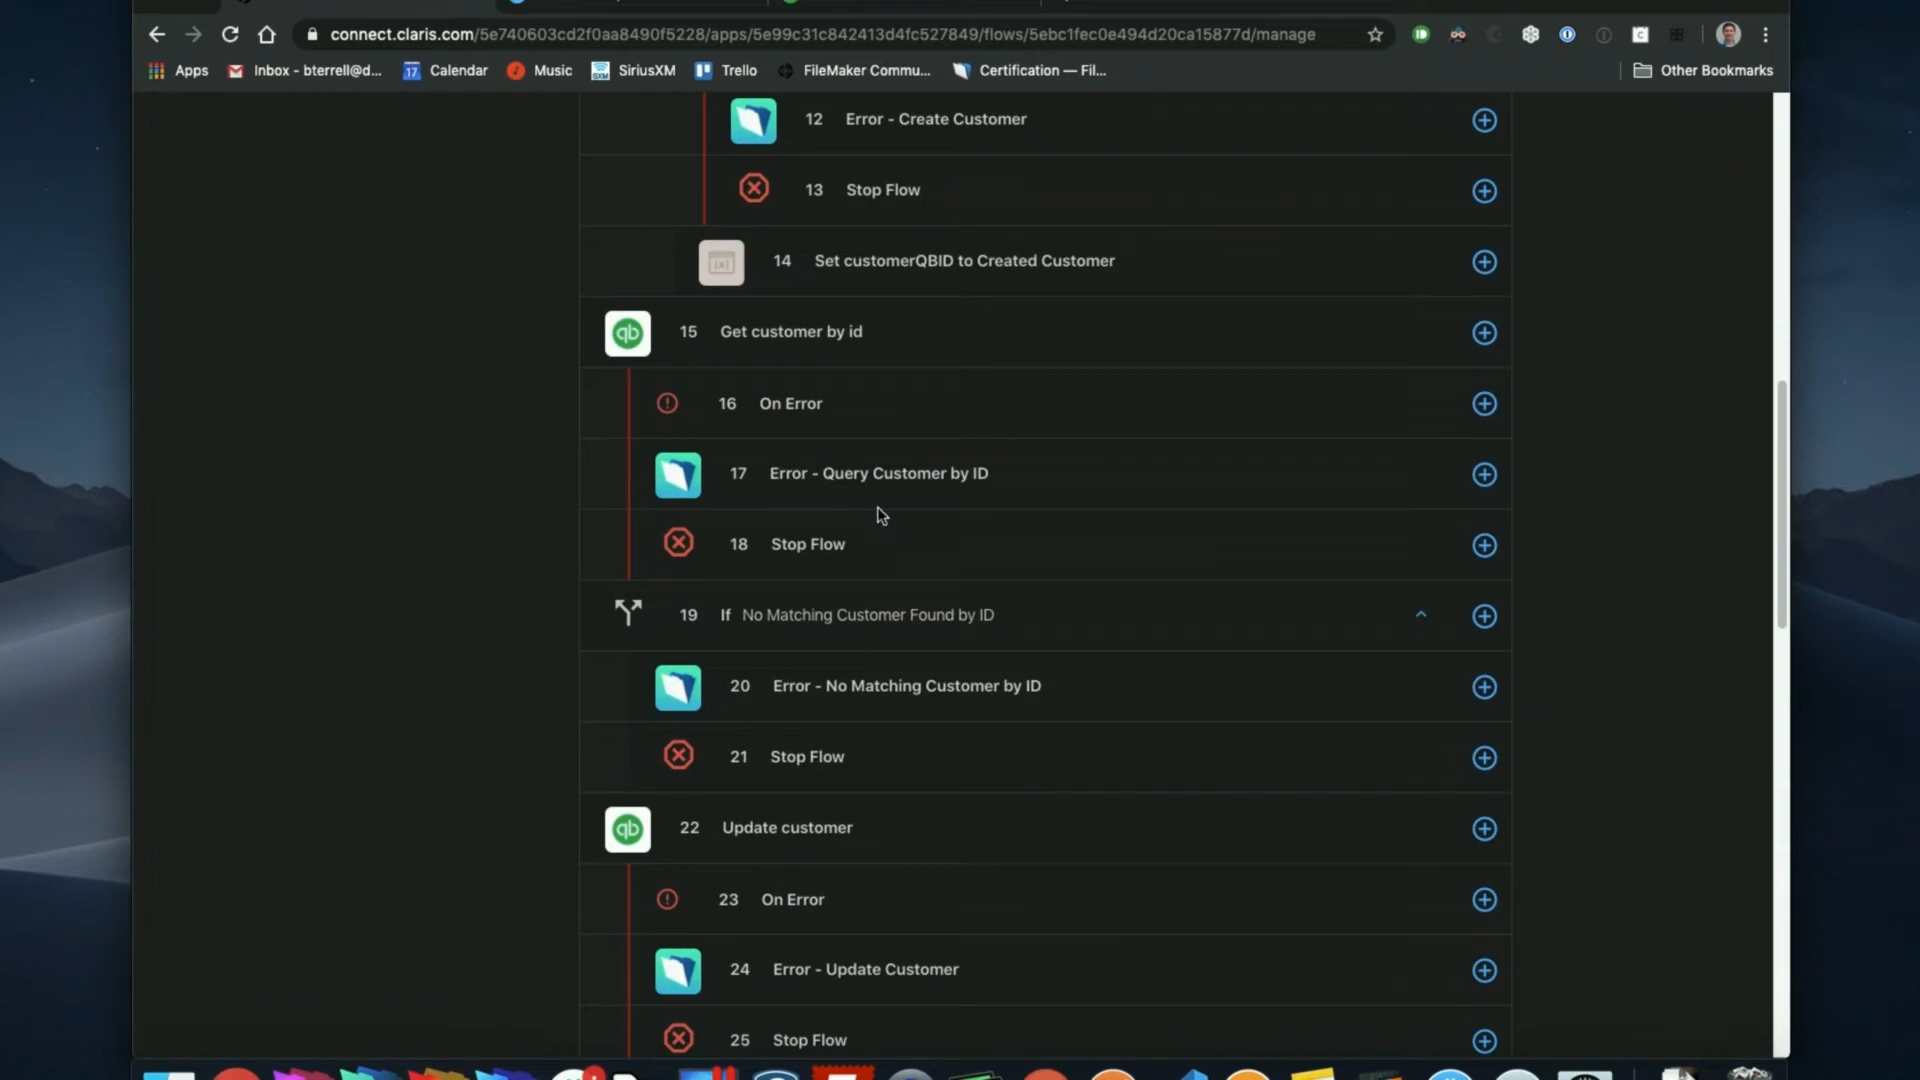 connect.claris.com/5e740603cd2f0aa8490f5228/apps/5e99c31c842413d4fc527849/flows/5ebc1fec0e494d20ca15877d/manage
Apps Inbox - bterrell@d... 17 Calendar Music SXM SiriusXM Trello FileMaker Commu... Certification — Fil... Other Bookmarks
12 Error - Create Customer
13 Stop Flow
14 Set customerQBID to Created Customer
qb 15 Get customer by id
16 On Error
17 Error - Query Customer by ID
18 Stop Flow
19 If No Matching Customer Found by ID
20 Error - No Matching Customer by ID
21 Stop Flow
qb 22 Update customer
23 On Error
24 Error - Update Customer
25 Stop Flow